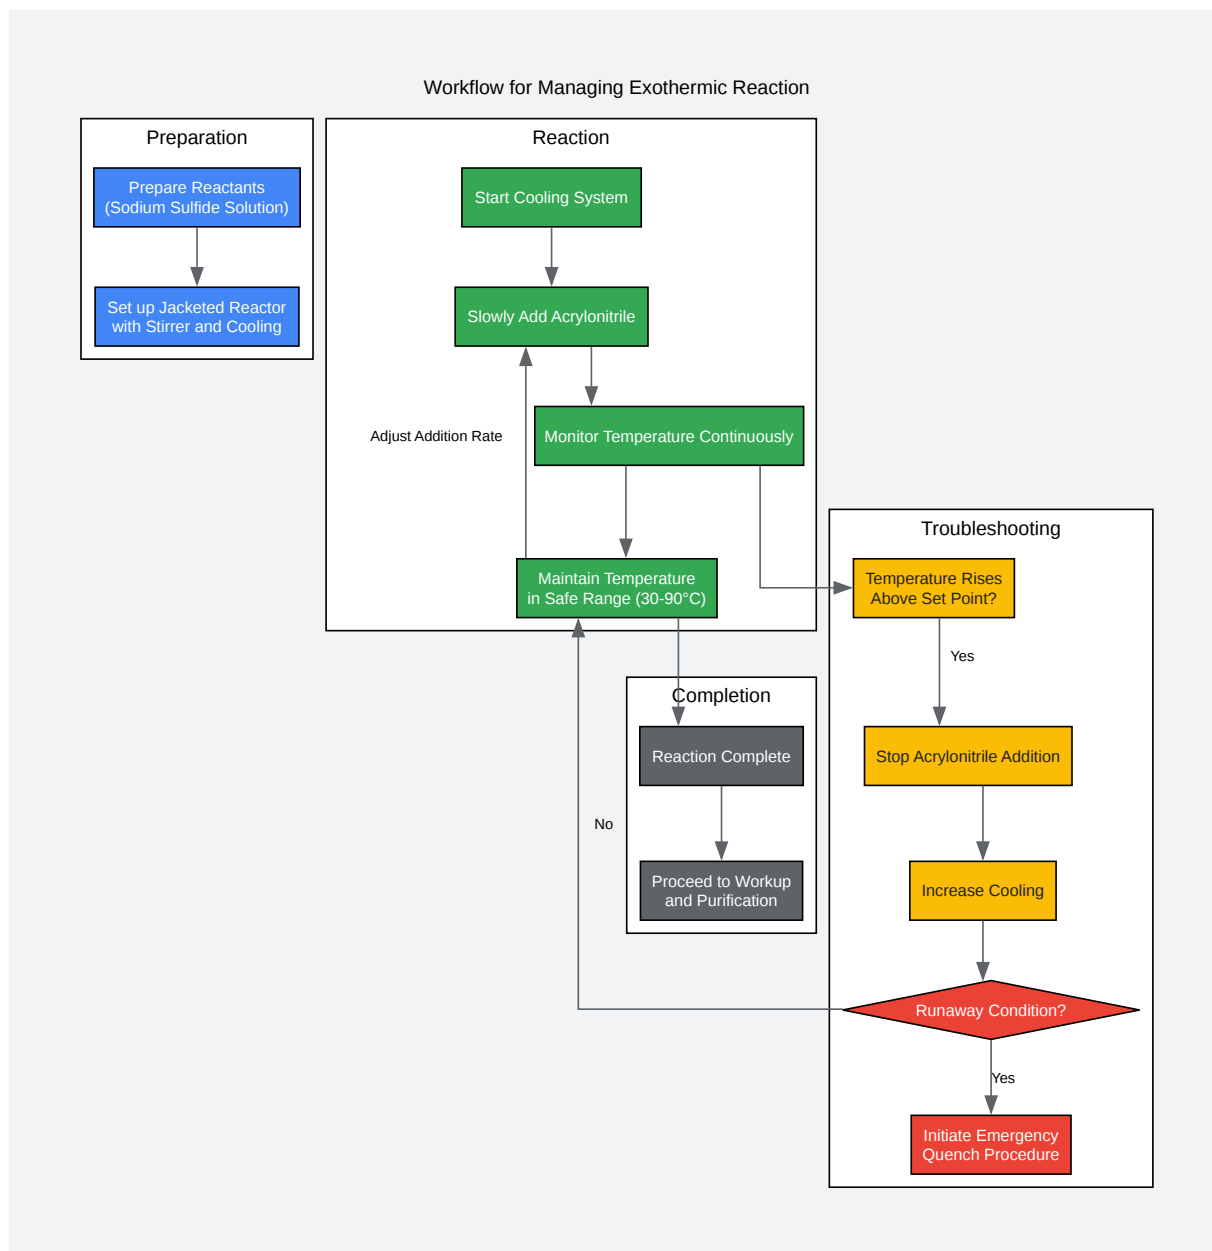 Workflow for Managing Exothermic Reaction
Preparation
Prepare Reactants
(Sodium Sulfide Solution)
Set up Jacketed Reactor
with Stirrer and Cooling
Reaction
Start Cooling System
Slowly Add Acrylonitrile
Adjust Addition Rate
Monitor Temperature Continuously
Maintain Temperature
in Safe Range (30-90°C)
Completion
Reaction Complete
No
Proceed to Workup
and Purification
Troubleshooting
Temperature Rises
Above Set Point?
Yes
Stop Acrylonitrile Addition
Increase Cooling
Runaway Condition?
Yes
Initiate Emergency
Quench Procedure